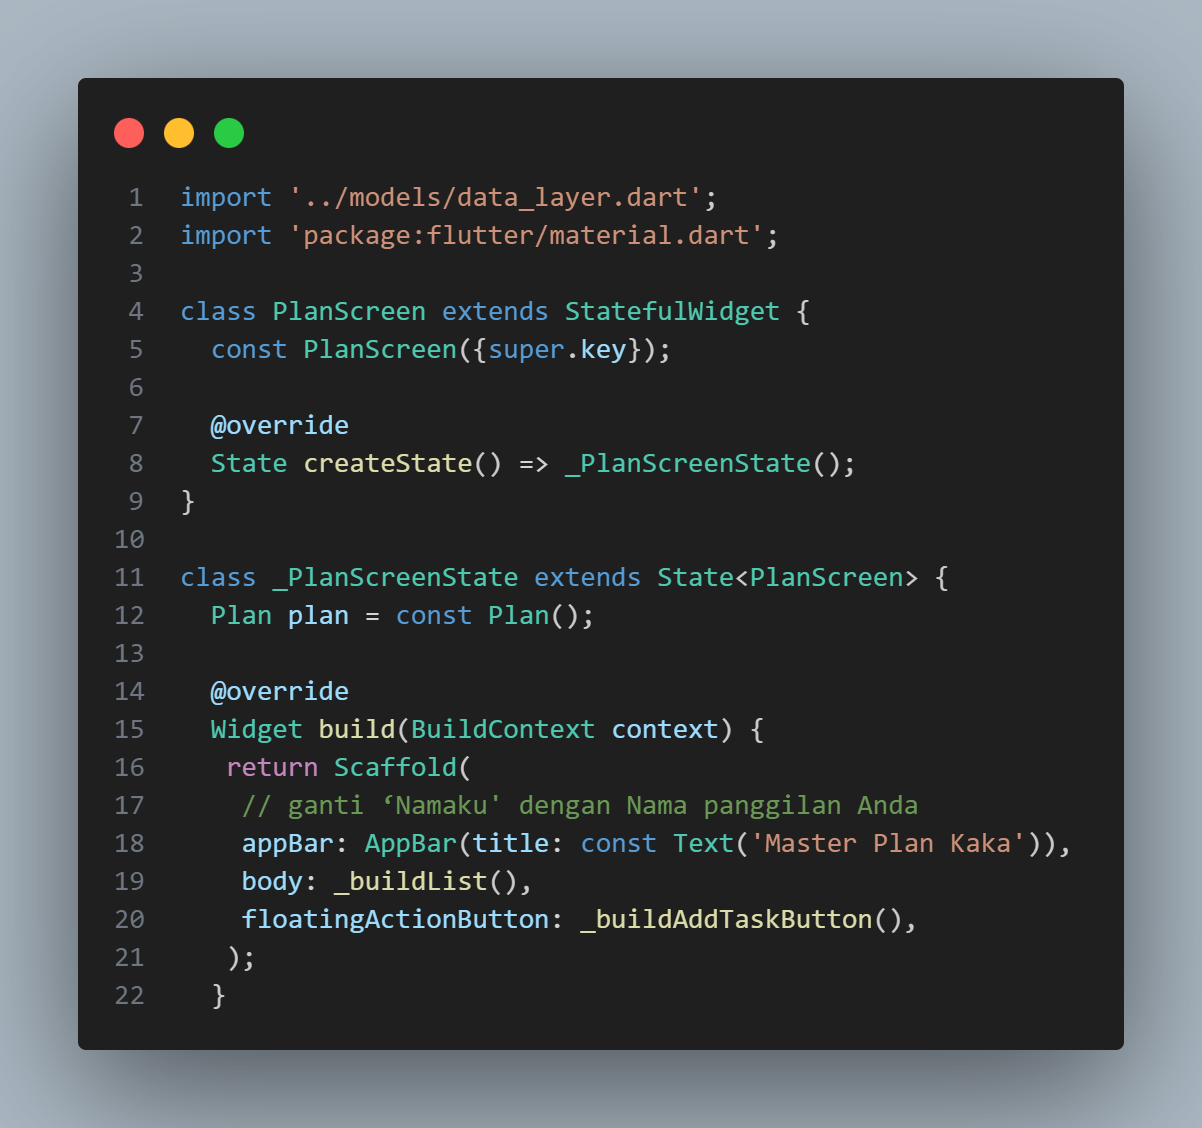 1 import '../models/data_layer.dart';
2 import 'package:flutter/material.dart';
3
4 class PlanScreen extends StatefulWidget {
5   const PlanScreen({super.key});
6
7   @override
8   State createState() => _PlanScreenState();
9 }
10
11 class _PlanScreenState extends State<PlanScreen> {
12   Plan plan = const Plan();
13
14   @override
15   Widget build(BuildContext context) {
16    return Scaffold(
17     // ganti ‘Namaku' dengan Nama panggilan Anda
18     appBar: AppBar(title: const Text('Master Plan Kaka')),
19     body: _buildList(),
20     floatingActionButton: _buildAddTaskButton(),
21    );
22   }